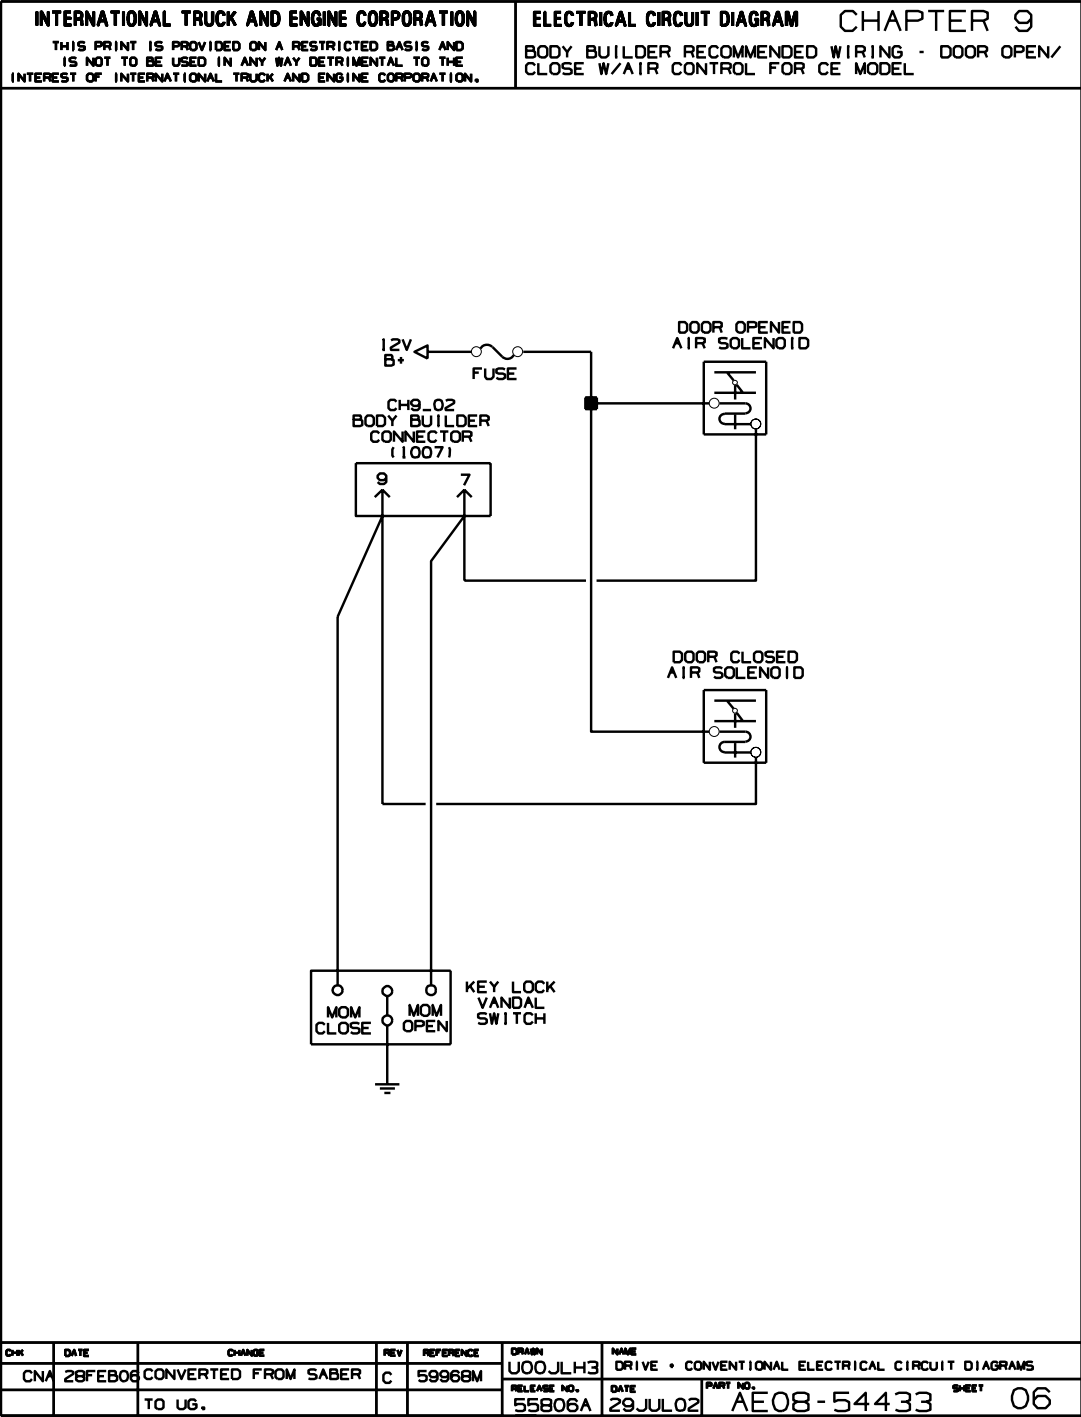 INTERNATIONAL TRUCK AND ENGINE CORPORATION
THIS PRINT IS PROVIDED ON A RESTRICTED BASIS AND
IS NOT TO BE USED IN ANY WAY DETRIMENTAL TO THE
INTEREST OF INTERNATIONAL TRUCK AND ENGINE CORPORATION.
ELECTRICAL CIRCUIT DIAGRAM CHAPTER 9
BODY BUILDER RECOMMENDED WIRING - DOOR OPEN/
CLOSE W/AIR CONTROL FOR CE MODEL
DOOR OPENED
AIR SOLENOID
12V
B+
FUSE
CH9_02
BODY BUILDER
CONNECTOR
(1007)
9 7
DOOR CLOSED
AIR SOLENOID
KEY LOCK
VANDAL
SWITCH
MOM
CLOSE
MOM
OPEN
CHK DATE CHANGE REV REFERENCE
CNA 28FEB06 CONVERTED FROM SABER C 59968M
TO UG.
DRAWN
U00JLH3
NAME
DRIVE • CONVENTIONAL ELECTRICAL CIRCUIT DIAGRAMS
RELEASE NO.
55806A
DATE
29JUL02
PART NO.
AE08-54433
SHEET
06